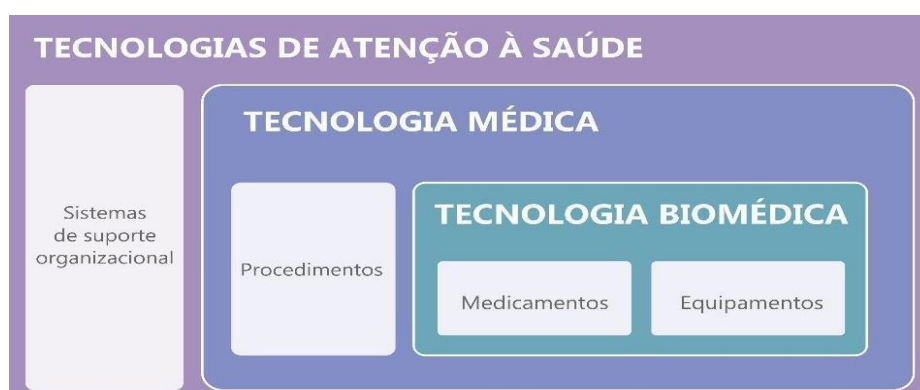 TECNOLOGIAS DE ATENÇÃO À SAÚDE
TECNOLOGIA MÉDICA
Sistemas
de suporte
organizacional
Procedimentos
TECNOLOGIA BIOMÉDICA
Medicamentos
Equipamentos